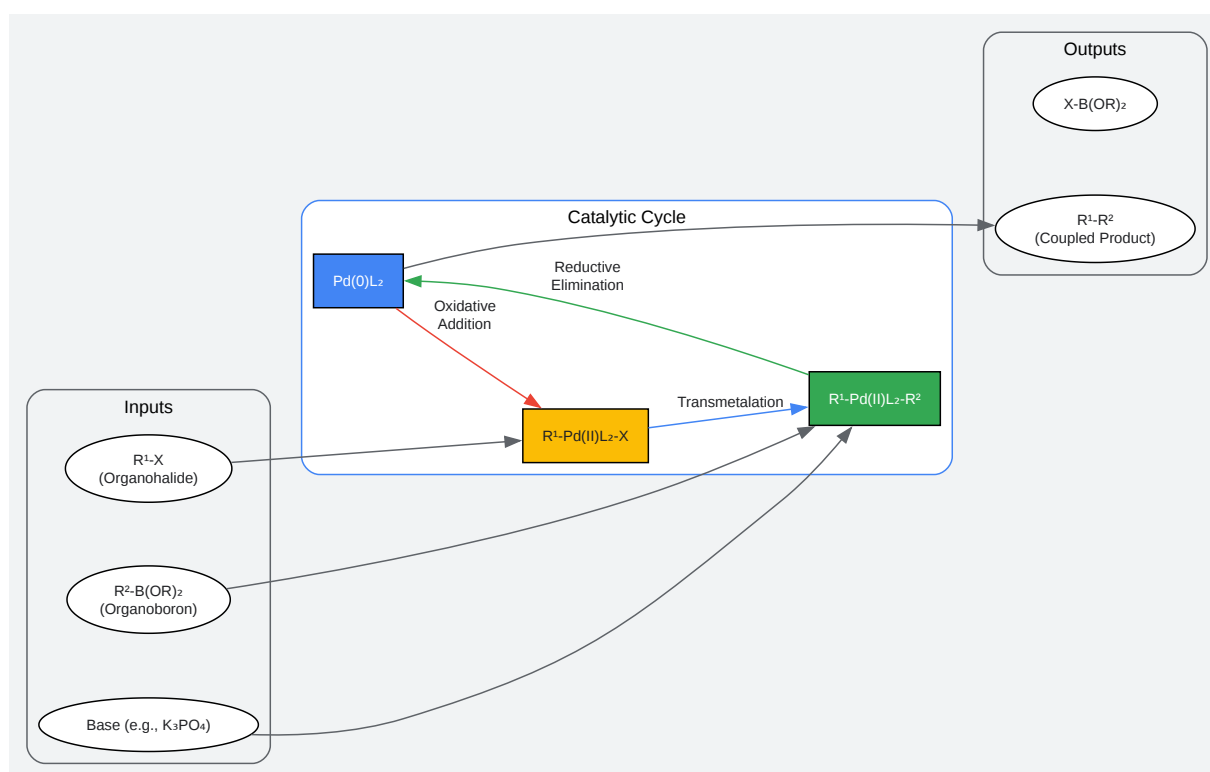 Outputs
X-B(OR)₂
R¹-R²
(Coupled Product)
Catalytic Cycle
Pd(0)L₂
Reductive
Elimination
Oxidative
Addition
Transmetalation
R¹-Pd(II)L₂-R²
R¹-Pd(II)L₂-X
Inputs
R¹-X
(Organohalide)
R²-B(OR)₂
(Organoboron)
Base (e.g., K₃PO₄)